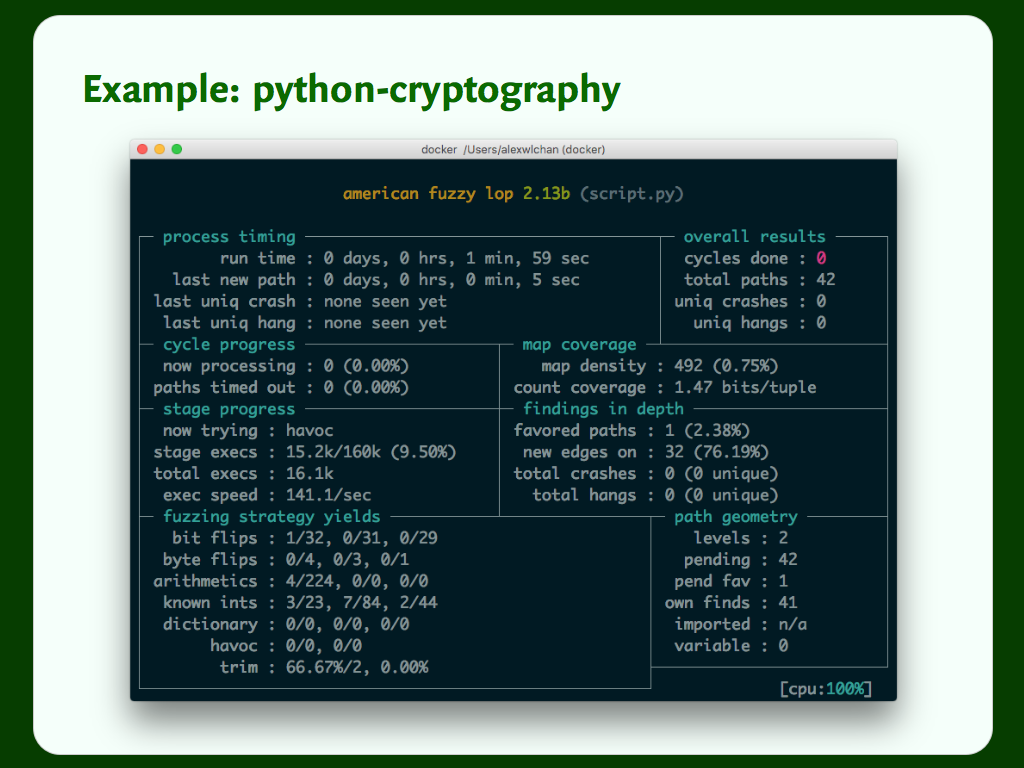 Example: python-cryptography
docker /Users/alexwlchan (docker)
american fuzzy lop 2.13b (script.py)
process timing
run time : 0 days, 0 hrs, 1 min, 59 sec
last new path : 0 days, 0 hrs, 0 min, 5 sec
last uniq crash : none seen yet
last uniq hang : none seen yet
overall results
cycles done : 0
total paths : 42
uniq crashes : 0
uniq hangs : 0
cycle progress
now processing : 0 (0.00%)
paths timed out : 0 (0.00%)
map coverage
map density : 492 (0.75%)
count coverage : 1.47 bits/tuple
stage progress
now trying : havoc
stage execs : 15.2k/160k (9.50%)
total execs : 16.1k
exec speed : 141.1/sec
findings in depth
favored paths : 1 (2.38%)
new edges on : 32 (76.19%)
total crashes : 0 (0 unique)
total hangs : 0 (0 unique)
fuzzing strategy yields
bit flips : 1/32, 0/31, 0/29
byte flips : 0/4, 0/3, 0/1
arithmetics : 4/224, 0/0, 0/0
known ints : 3/23, 7/84, 2/44
dictionary : 0/0, 0/0, 0/0
havoc : 0/0, 0/0
trim : 66.67%/2, 0.00%
path geometry
levels : 2
pending : 42
pend fav : 1
own finds : 41
imported : n/a
variable : 0
[cpu:100%]